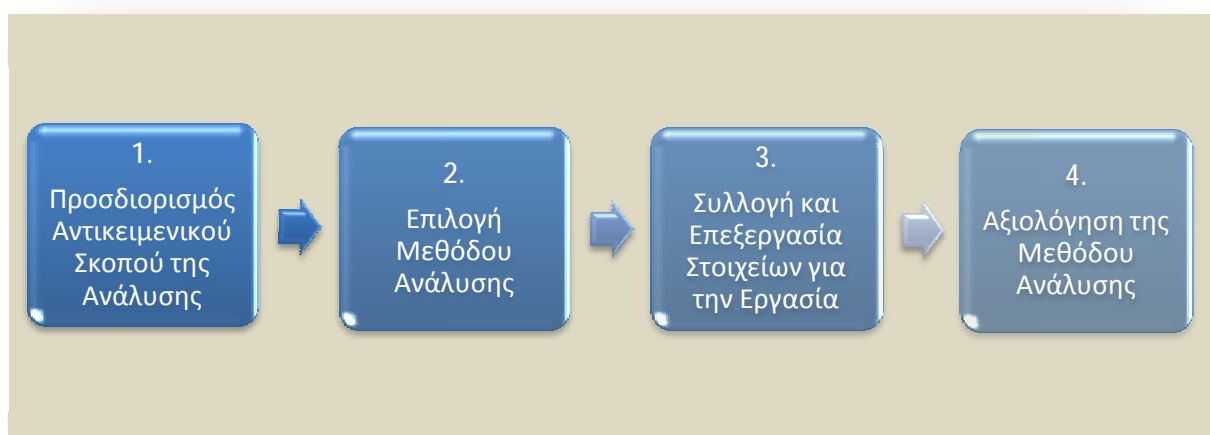 1.
Προσδιορισμός
Αντικειμενικού
Σκοπού της
Ανάλυσης
2.
Επιλογή
Μεθόδου
Ανάλυσης
3.
Συλλογή και
Επεξεργασία
Στοιχείων για
την Εργασία
4.
Αξιολόγηση της
Μεθόδου
Ανάλυσης